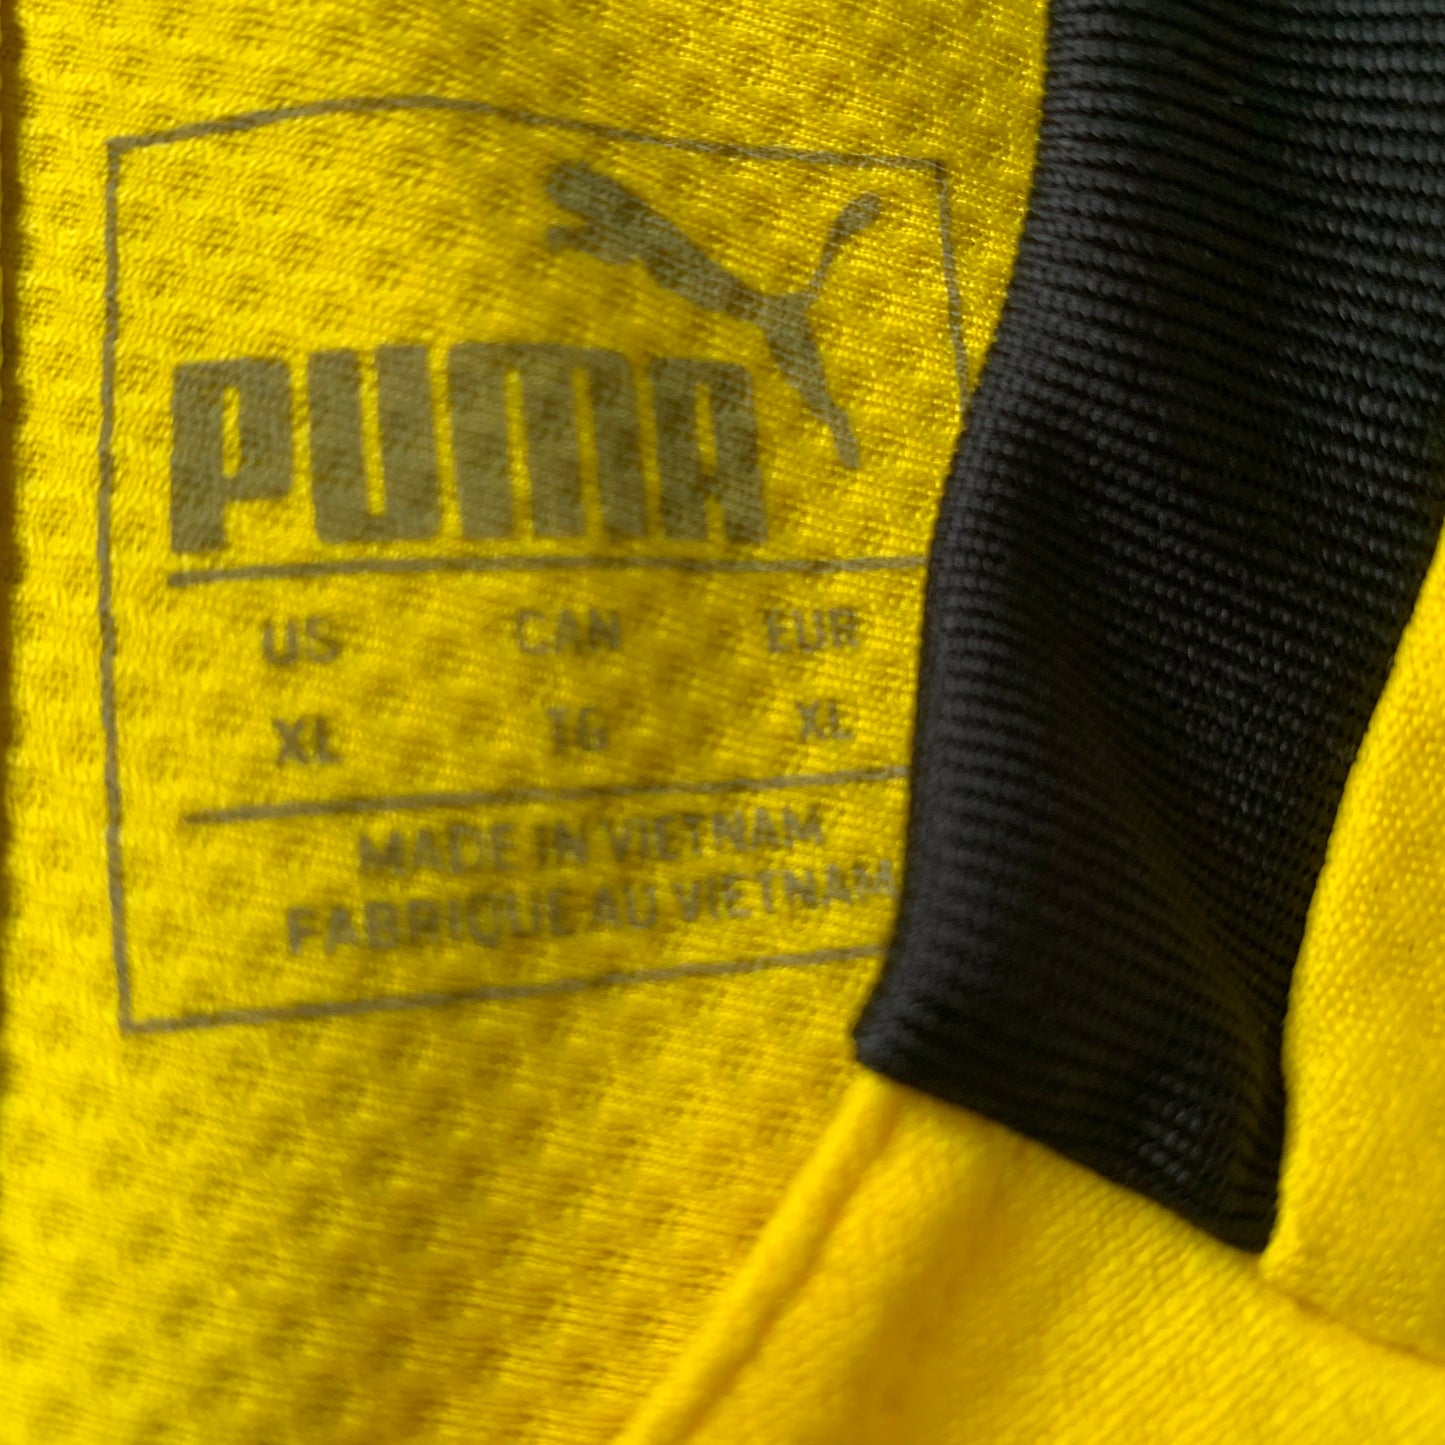 PUMA
US CAN EUR
XL TG XL
MADE IN VIETNAM
FABRIQUE AU VIETNAM